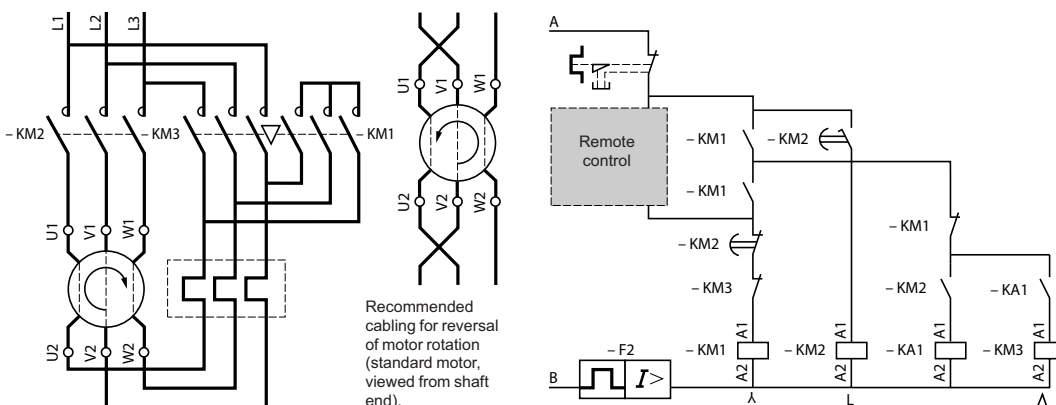 L1
L2
L3
– KM2
– KM3
– KM1
U1
V1
W1
U2
V2
W2
U1
V1
W1
U2
V2
W2
Recommended
cabling for reversal
of motor rotation
(standard motor,
viewed from shaft
end).
A
Remote
control
– KM1
– KM2
– KM1
– KM2
– KM1
– KM3
– KM2
– KA1
B
– F2
I>
– KM1
A1
A2
– KM2
A1
A2
– KA1
A1
A2
– KM3
A1
A2
L